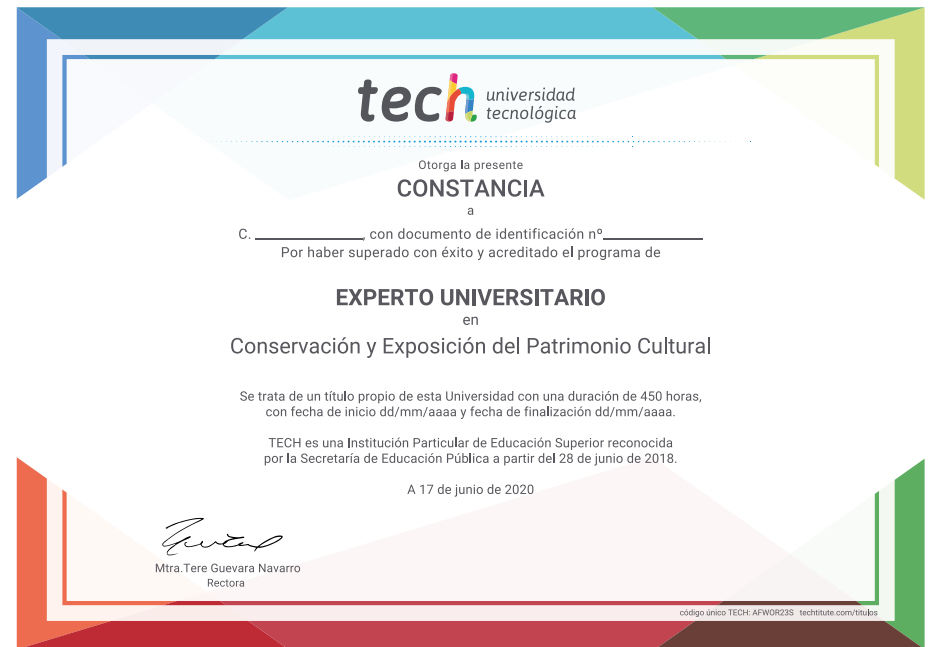 tech universidad
tecnológica
Otorga la presente
CONSTANCIA
a
C. ____________, con documento de identificación nº____________
Por haber superado con éxito y acreditado el programa de
EXPERTO UNIVERSITARIO
en
Conservación y Exposición del Patrimonio Cultural
Se trata de un título propio de esta Universidad con una duración de 450 horas,
con fecha de inicio dd/mm/aaaa y fecha de finalización dd/mm/aaaa.
TECH es una Institución Particular de Educación Superior reconocida
por la Secretaría de Educación Pública a partir del 28 de junio de 2018.
A 17 de junio de 2020
Mtra.Tere Guevara Navarro
Rectora
código único TECH: AFWOR23S techtitute.com/titulos